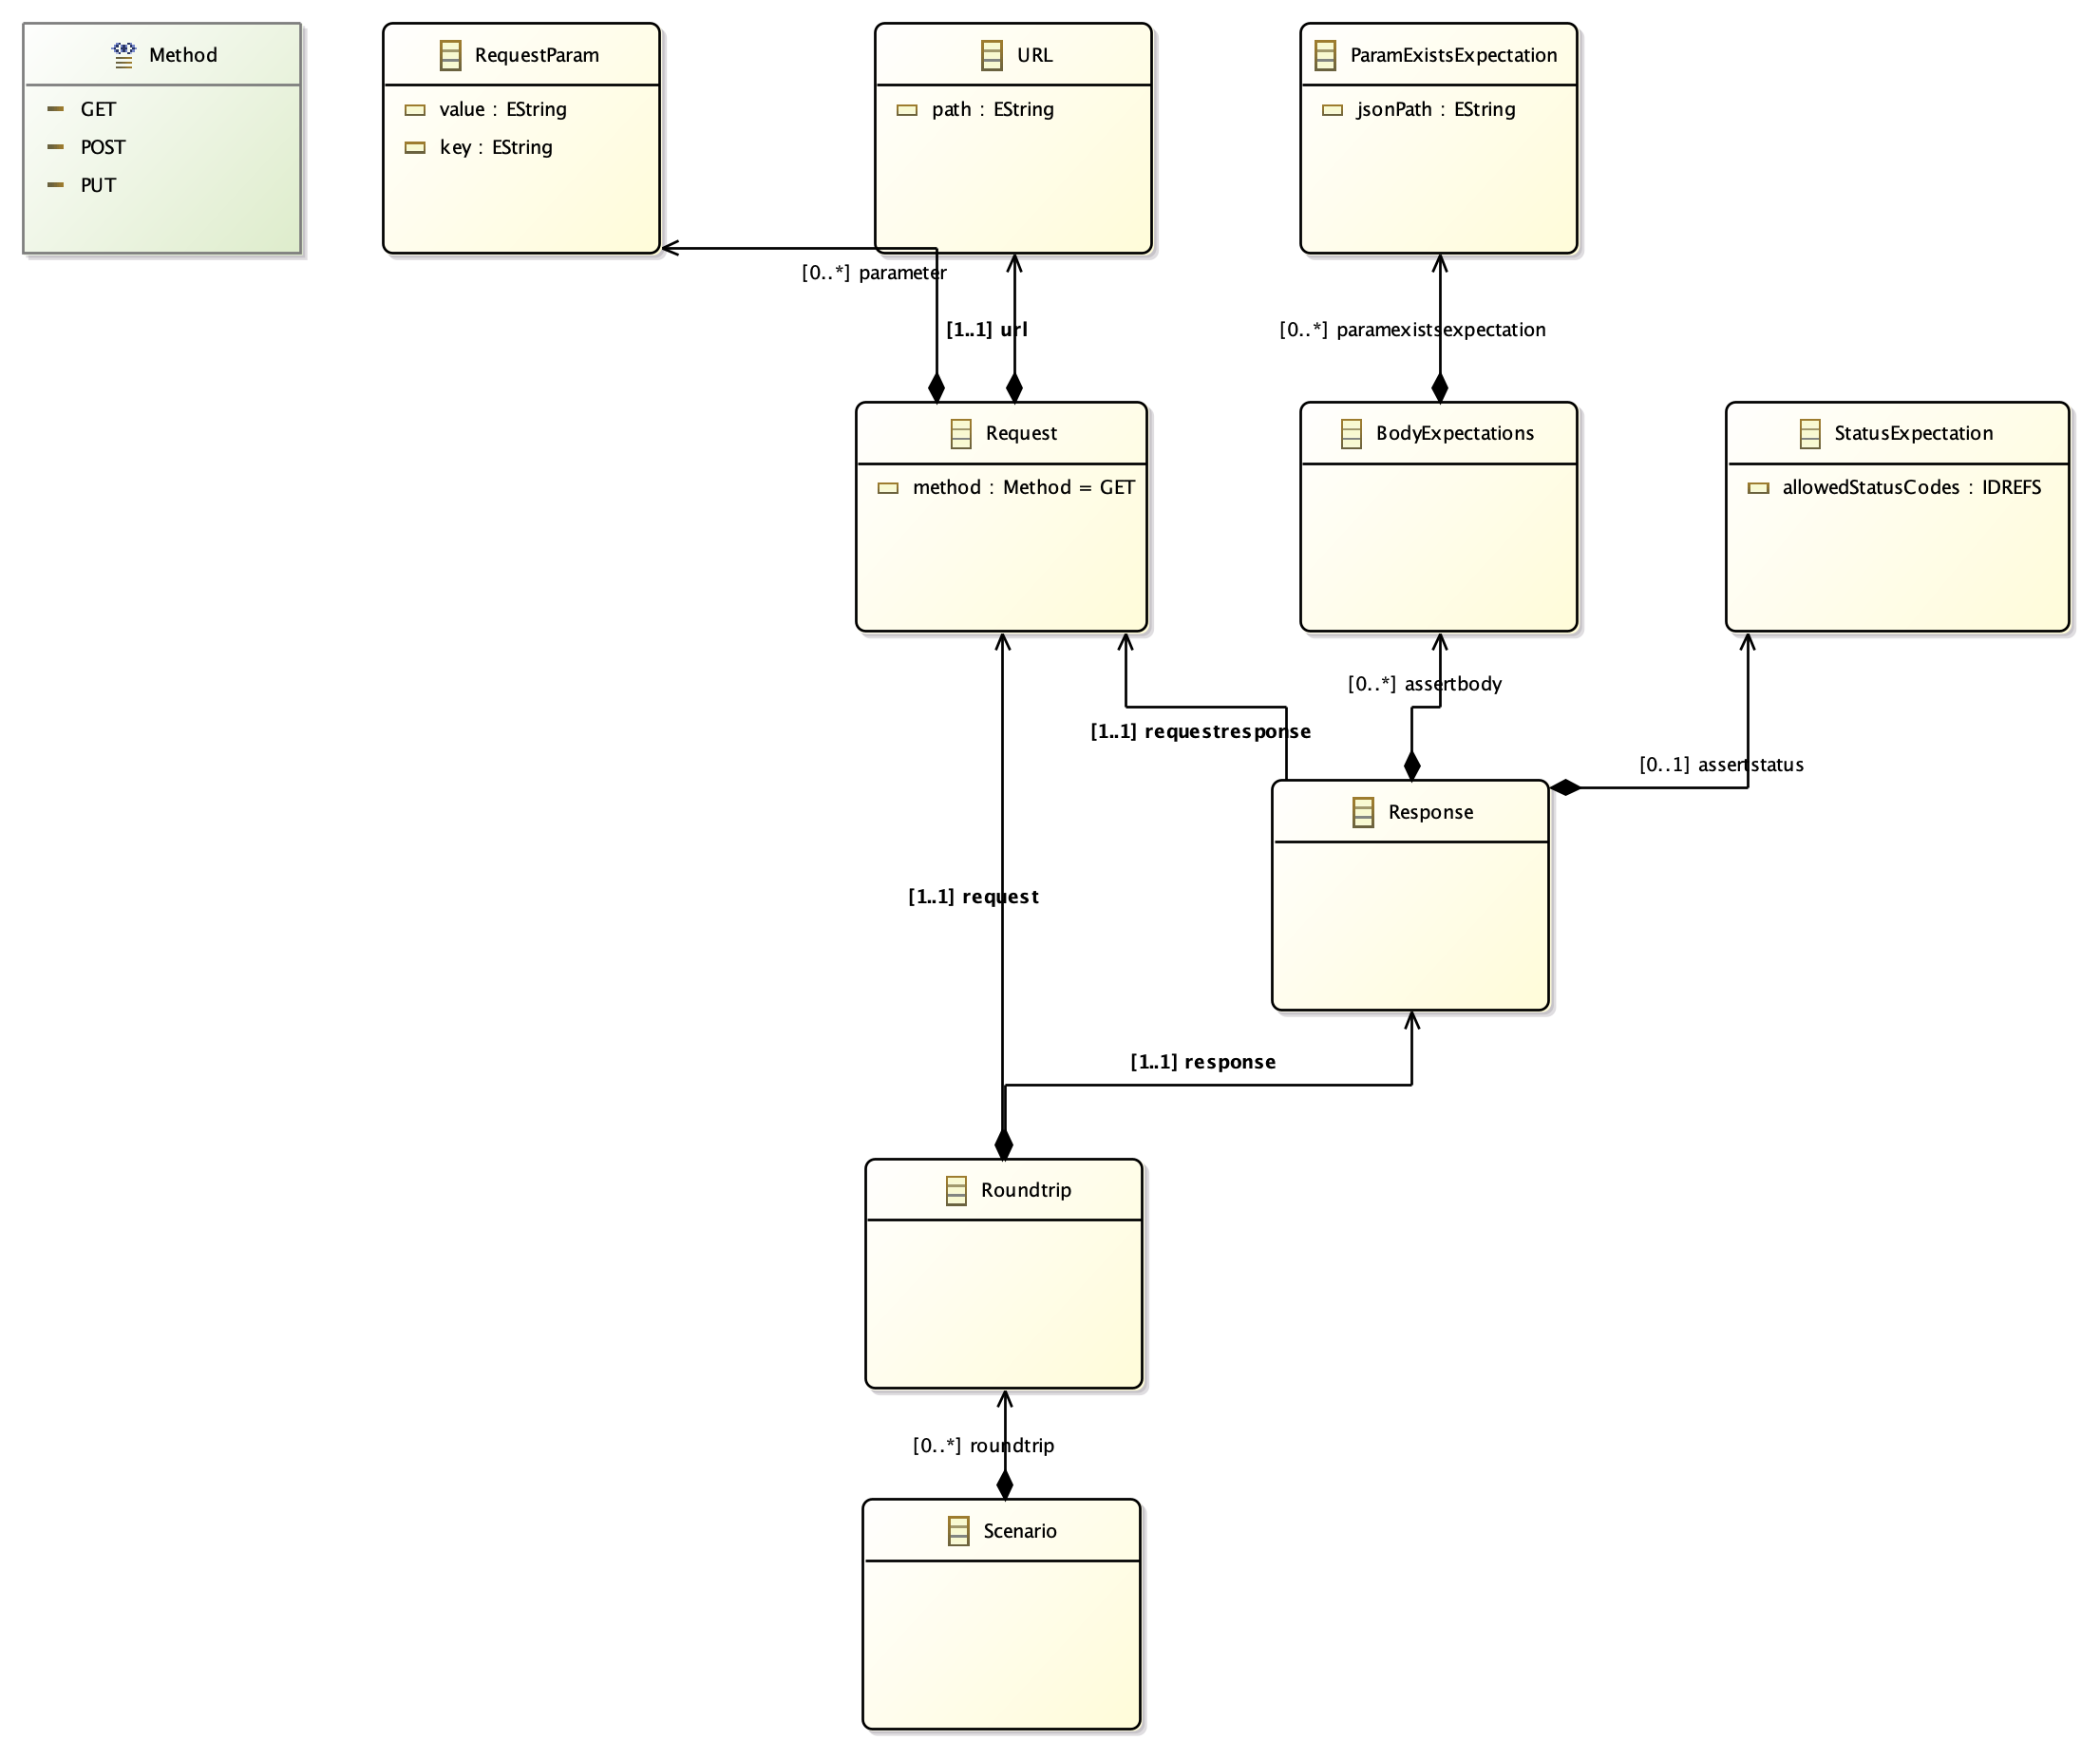 Method
GET
POST
PUT
RequestParam
value : EString
key : EString
URL
path : EString
ParamExistsExpectation
jsonPath : EString
[0..*] parameter
[1..1] url
[0..*] paramexistsexpectation
Request
method : Method = GET
BodyExpectations
StatusExpectation
allowedStatusCodes : IDREFS
[0..*] assertbody
[1..1] requestresponse
[0..1] assertstatus
Response
[1..1] request
[1..1] response
Roundtrip
[0..*] roundtrip
Scenario